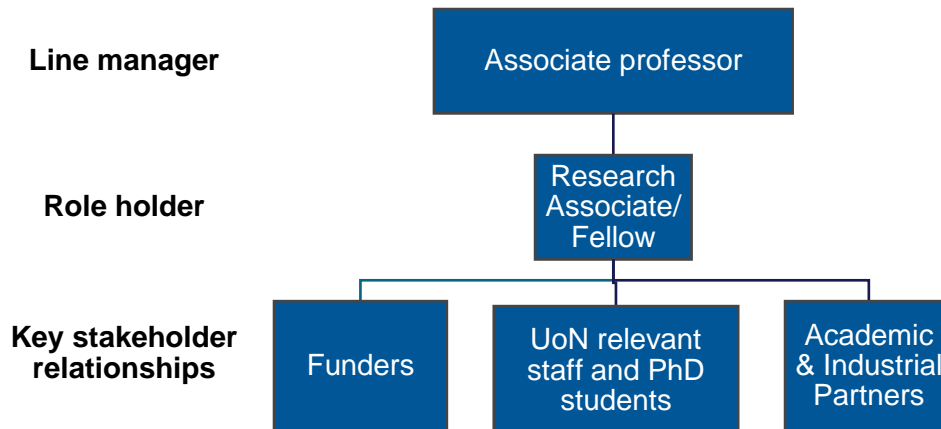 Line manager
Associate professor
Role holder
Research
Associate/
Fellow
Key stakeholder
relationships
Funders
UoN relevant
staff and PhD
students
Academic
& Industrial
Partners